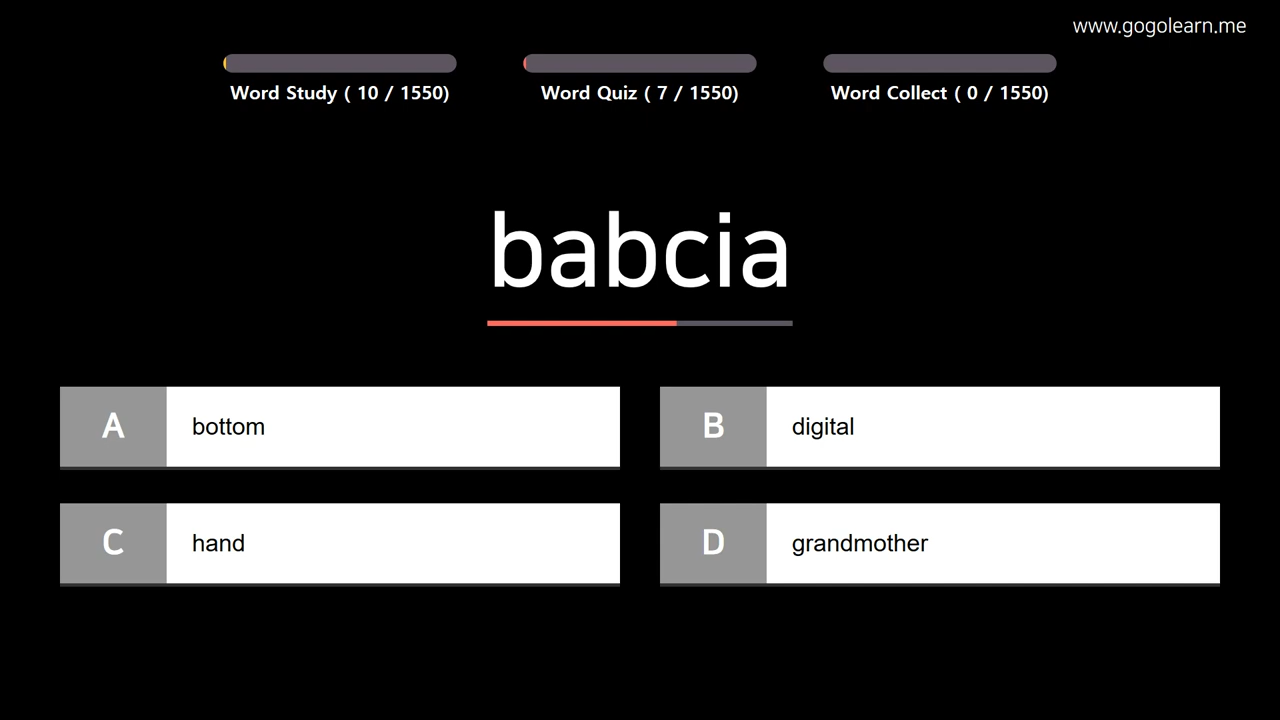 www.gogolearn.me
Word Study ( 10 / 1550)
Word Quiz ( 7 / 1550)
Word Collect ( 0 / 1550)
babcia
A bottom
B digital
C hand
D grandmother